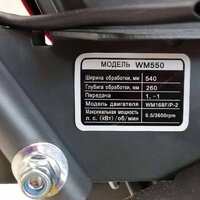 МОДЕЛЬ WM550
Ширина обработки, мм 540
Глубига обработки, мм 260
Передача 1, -1
Модель двигателя WM168F/P-2
Максимальная мощность
л. с. (кВт) / об/мин 6.5/3600rpm